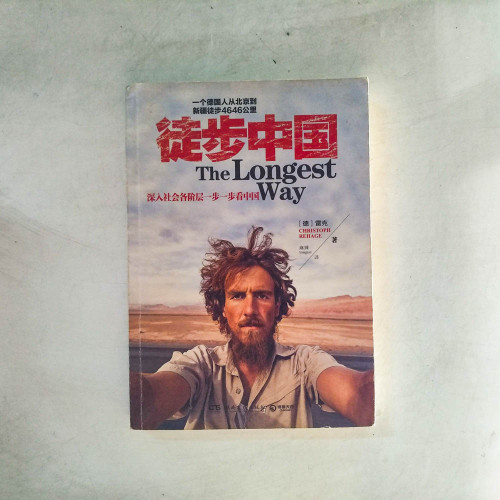 一个德国人从北京到
新疆徒步4646公里
徒步中国
The Longest
Way
深入社会各阶层一步一步看中国
[德] 雷克
CHRISTOPH
REHAGE
著
译